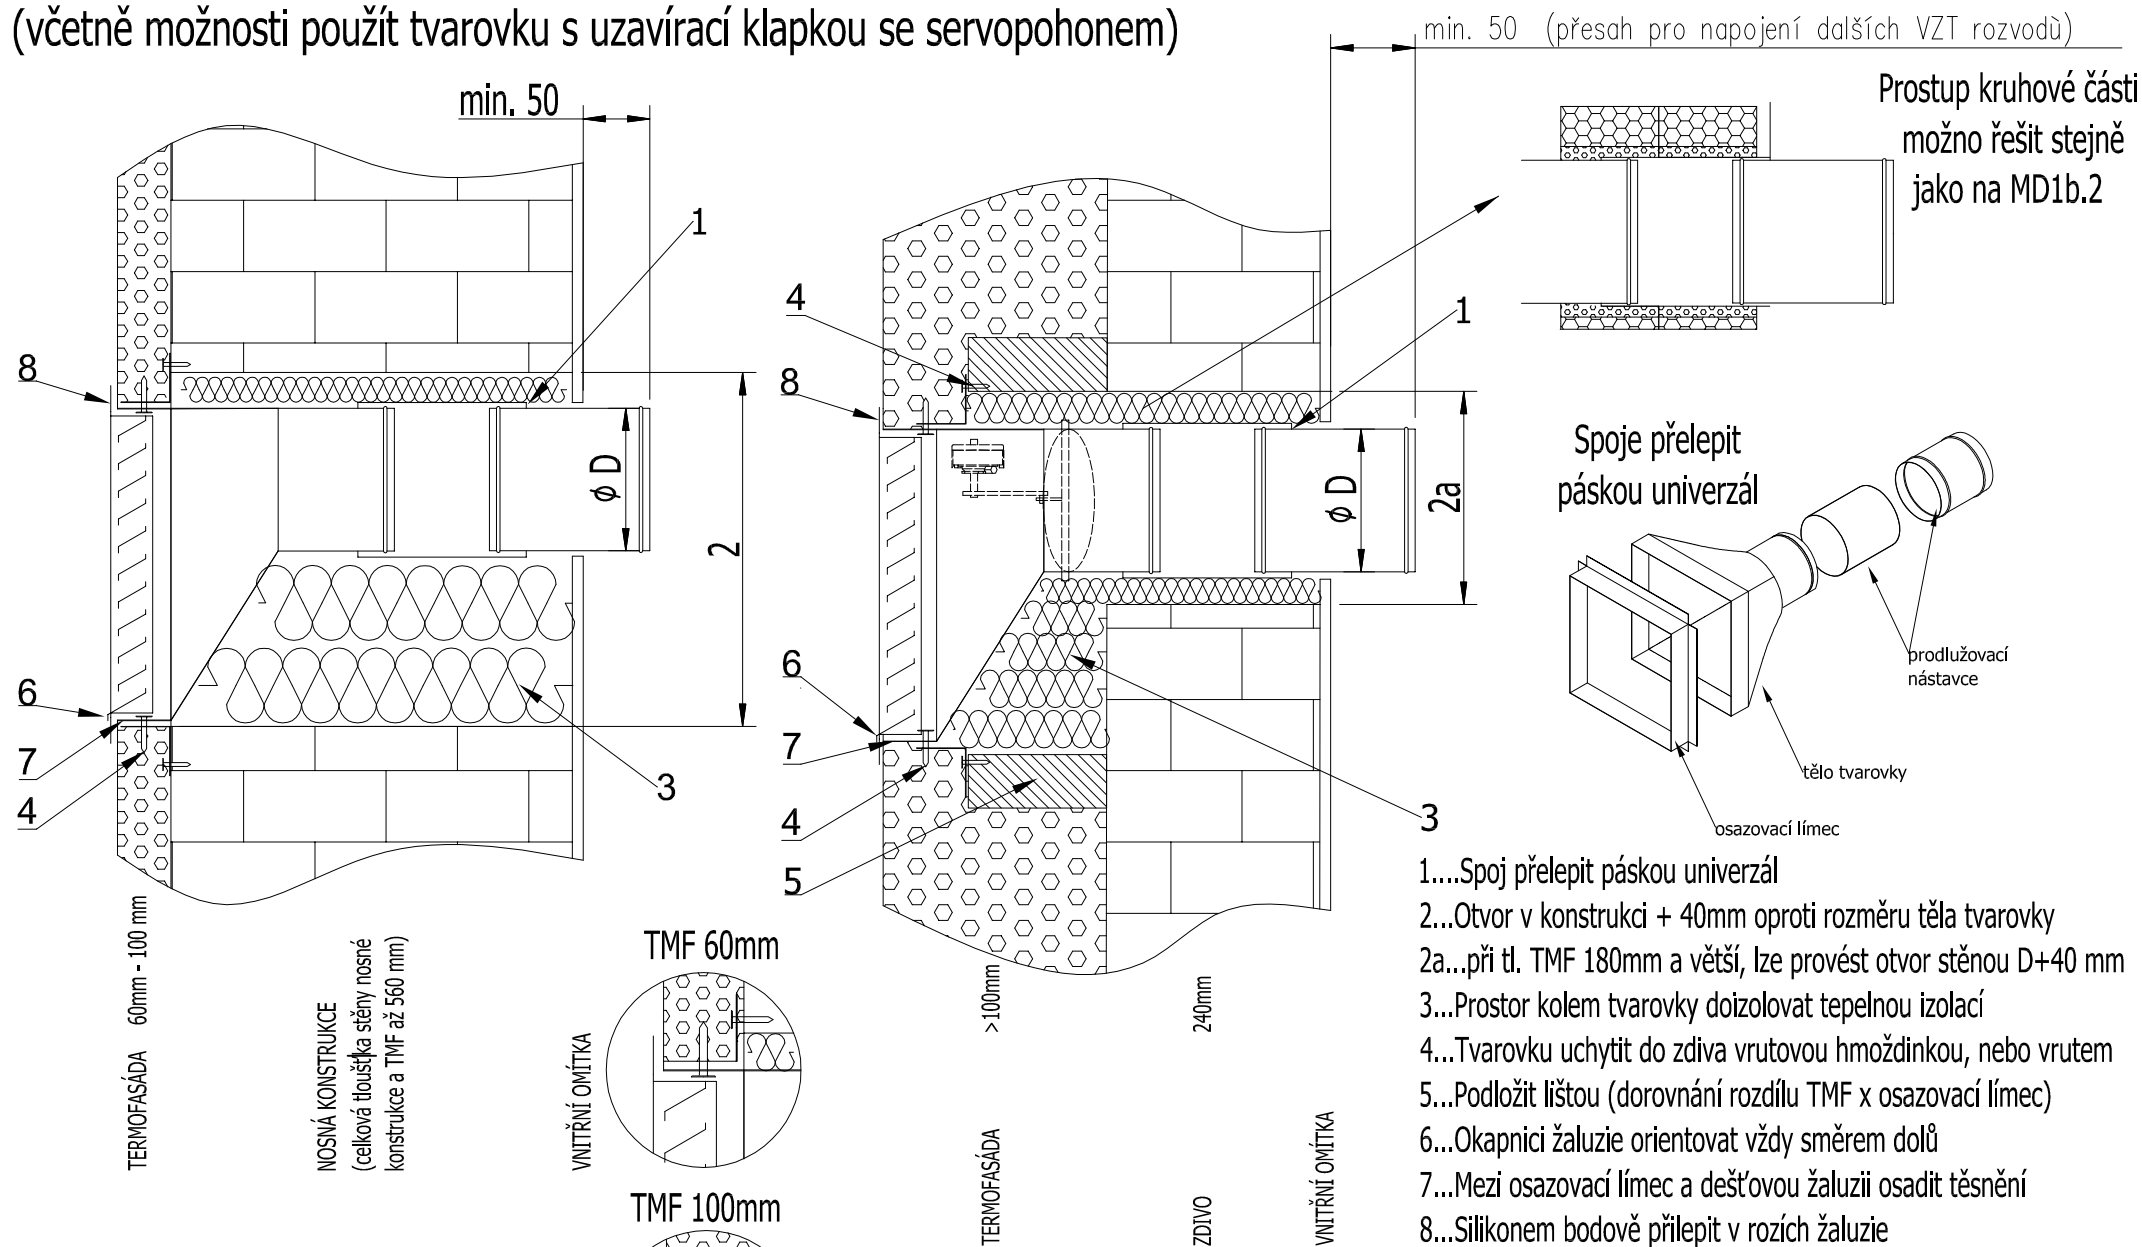 (včetně možnosti použít tvarovku s uzavírací klapkou se servopohonem)
min. 50 (přesah pro napojení dalších VZT rozvodů)
min. 50
Prostup kruhové části
možno řešit stejně
jako na MD1b.2
1
8
ϕ D
2
6
7
4
3
4
8
1
ϕ D
2a
6
7
4
5
3
Spoje přelepit
páskou univerzál
prodlužovací
nástavce
tělo tvarovky
osazovací límec
1....Spoj přelepit páskou univerzál
2...Otvor v konstrukci + 40mm oproti rozměru těla tvarovky
2a...při tl. TMF 180mm a větší, lze provést otvor stěnou D+40 mm
3...Prostor kolem tvarovky doizolovat tepelnou izolací
4...Tvarovku uchytit do zdiva vrutovou hmoždinkou, nebo vrutem
5...Podložit lištou (dorovnání rozdílu TMF x osazovací límec)
6...Okapnici žaluzie orientovat vždy směrem dolů
7...Mezi osazovací límec a dešťovou žaluzii osadit těsnění
8...Silikonem bodově přilepit v rozích žaluzie
TERMOFASÁDA 60mm - 100 mm
NOSNÁ KONSTRUKCE
(celková tloušťka stěny nosné
konstrukce a TMF až 560 mm)
VNITŘNÍ OMÍTKA
TMF 60mm
TMF 100mm
TERMOFASÁDA >100mm
ZDIVO 240mm
VNITŘNÍ OMÍTKA